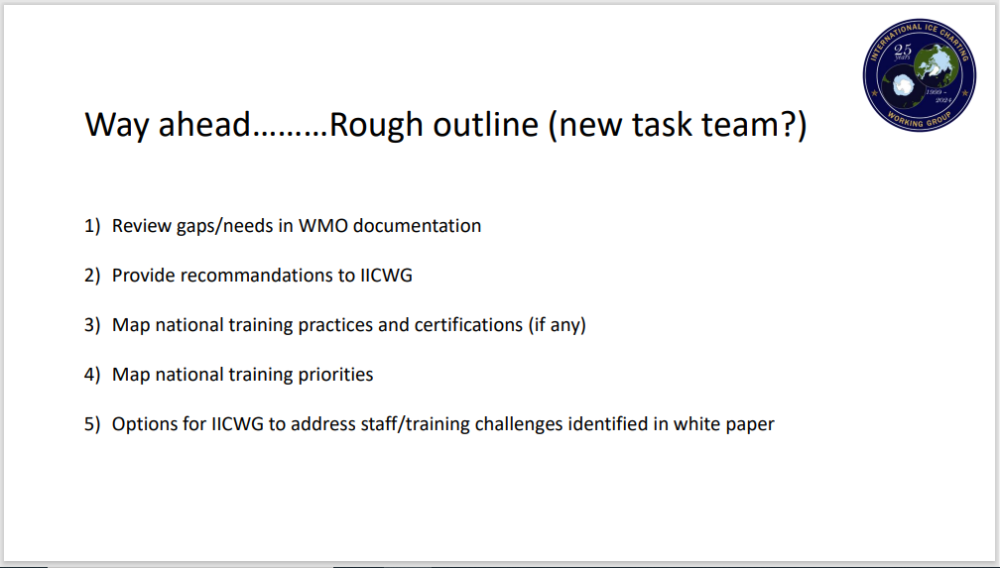 INTERNATIONAL ICE CHARTING
25
years
1999 -
2024
WORKING GROUP
Way ahead.........Rough outline (new task team?)
1) Review gaps/needs in WMO documentation
2) Provide recommandations to IICWG
3) Map national training practices and certifications (if any)
4) Map national training priorities
5) Options for IICWG to address staff/training challenges identified in white paper